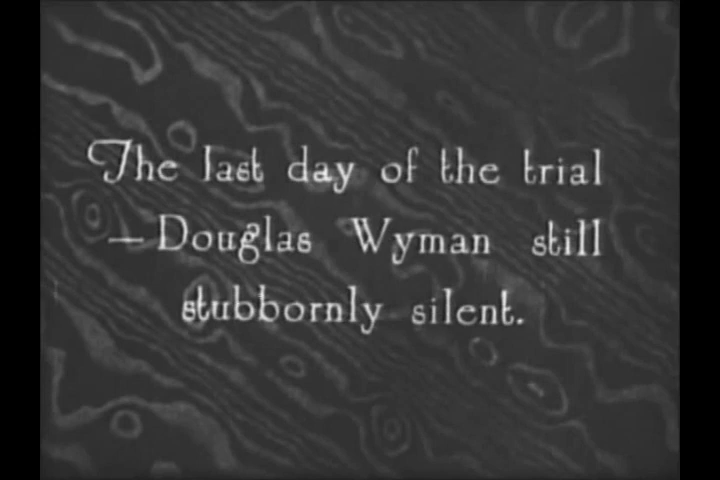 The last day of the trial
— Douglas Wyman still
stubbornly silent.